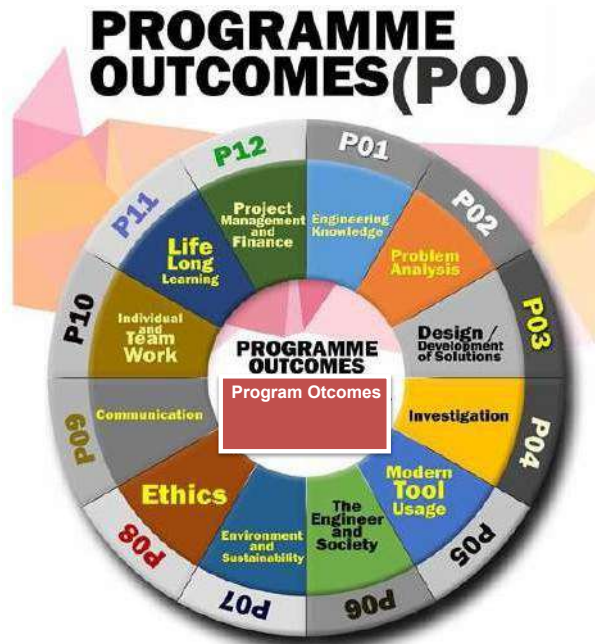 PROGRAMME
OUTCOMES(PO)
P01
Engineering
Knowledge
P02
Problem
Analysis
P03
Design /
Development
of Solutions
P04
Investigation
P05
Modern
Tool
Usage
P06
The
Engineer
and
Society
P07
Environment
and
Sustainability
P08
Ethics
P09
Communication
P10
Individual
and
Team
Work
P11
Life
Long
Learning
P12
Project
Management
and
Finance
PROGRAMME
OUTCOMES
Program Otcomes